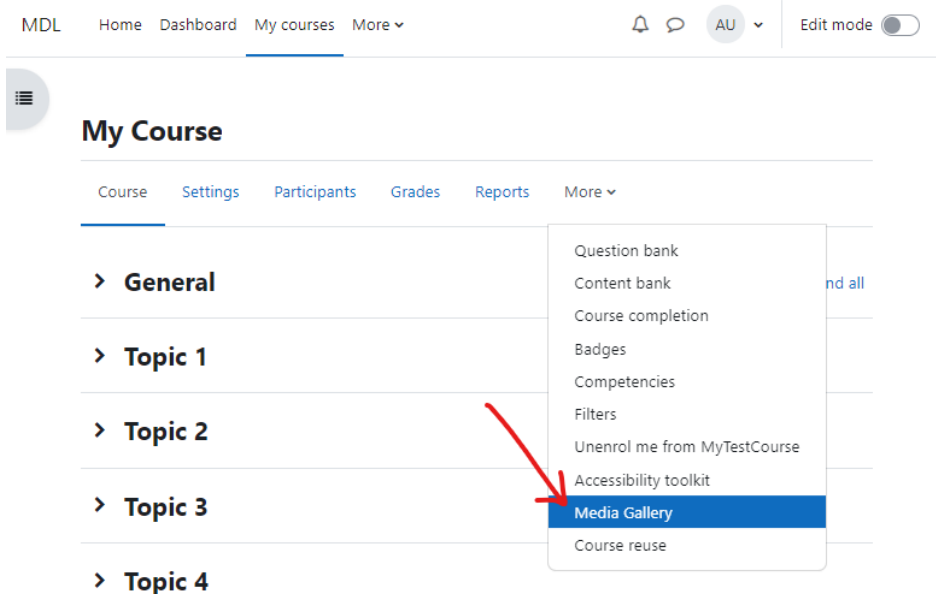 MDL Home Dashboard My courses More AU Edit mode
My Course
Course Settings Participants Grades Reports More
Question bank
General
Content bank
nd all
Course completion
Topic 1
Badges
Competencies
Filters
Topic 2
Unenrol me from MyTestCourse
Accessibility toolkit
Topic 3
Media Gallery
Course reuse
Topic 4